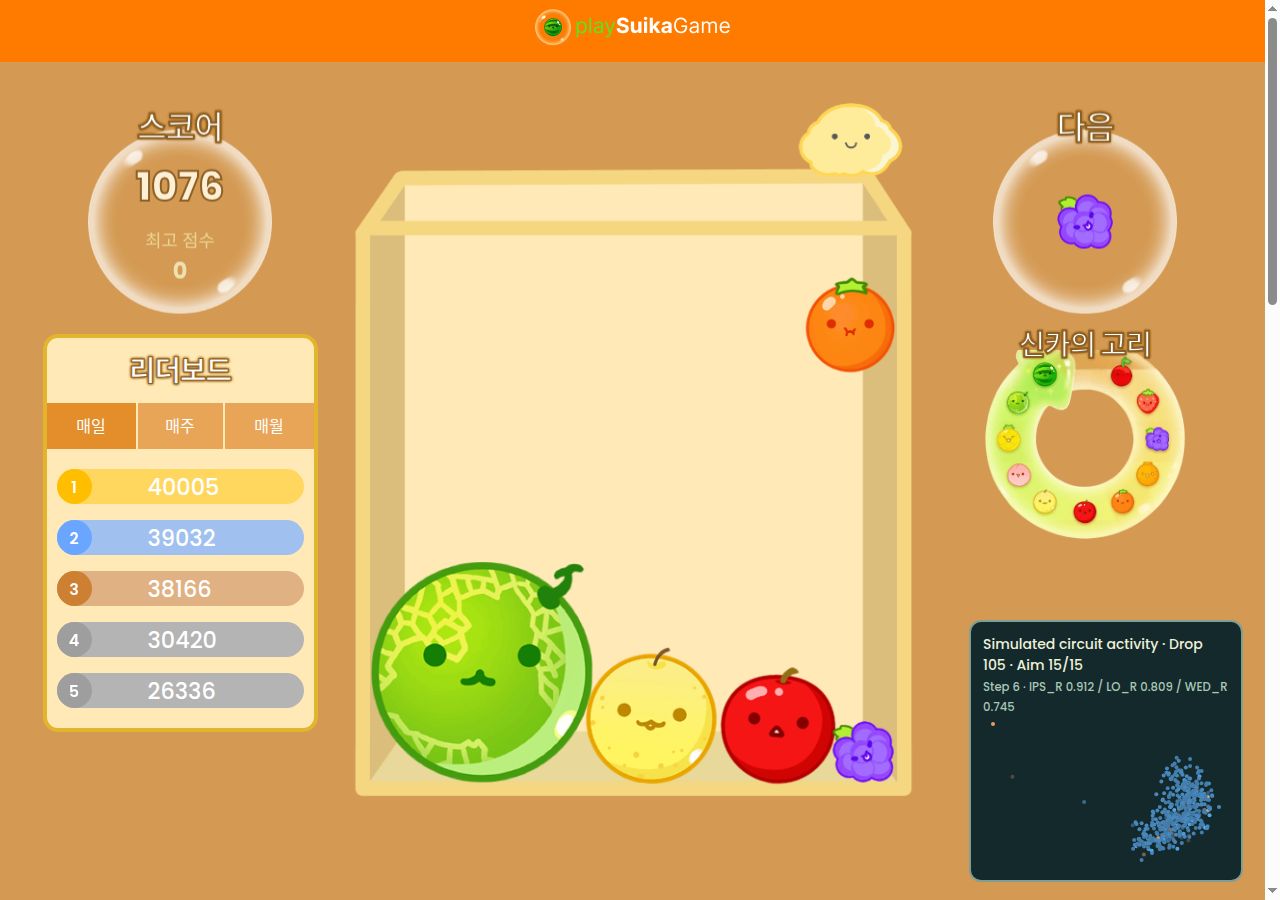 playSuikaGame
스코어
1076
최고 점수
0
리더보드
매일
매주
매월
1 40005
2 39032
3 38166
4 30420
5 26336
다음
신카의 고리
Simulated circuit activity · Drop
105 · Aim 15/15
Step 6 · IPS_R 0.912 / LO_R 0.809 / WED_R
0.745